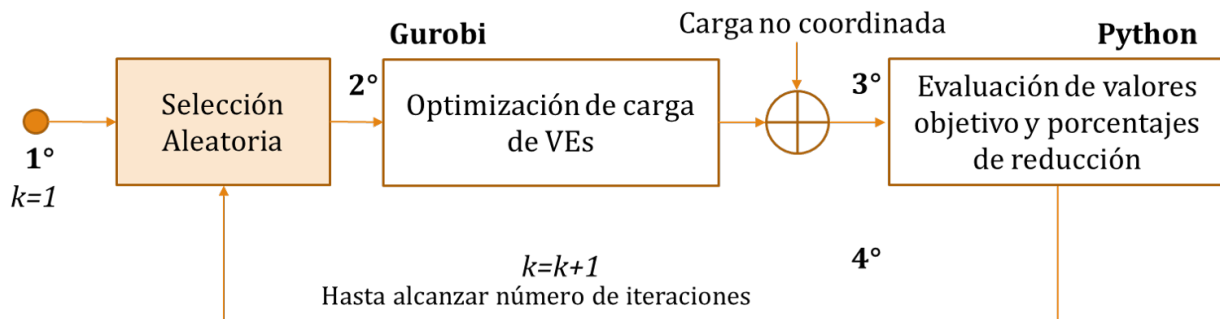 Gurobi
Carga no coordinada
Python
1°
k=1
Selección
Aleatoria
2°
Optimización de carga
de VEs
3°
Evaluación de valores
objetivo y porcentajes
de reducción
4°
k=k+1
Hasta alcanzar número de iteraciones